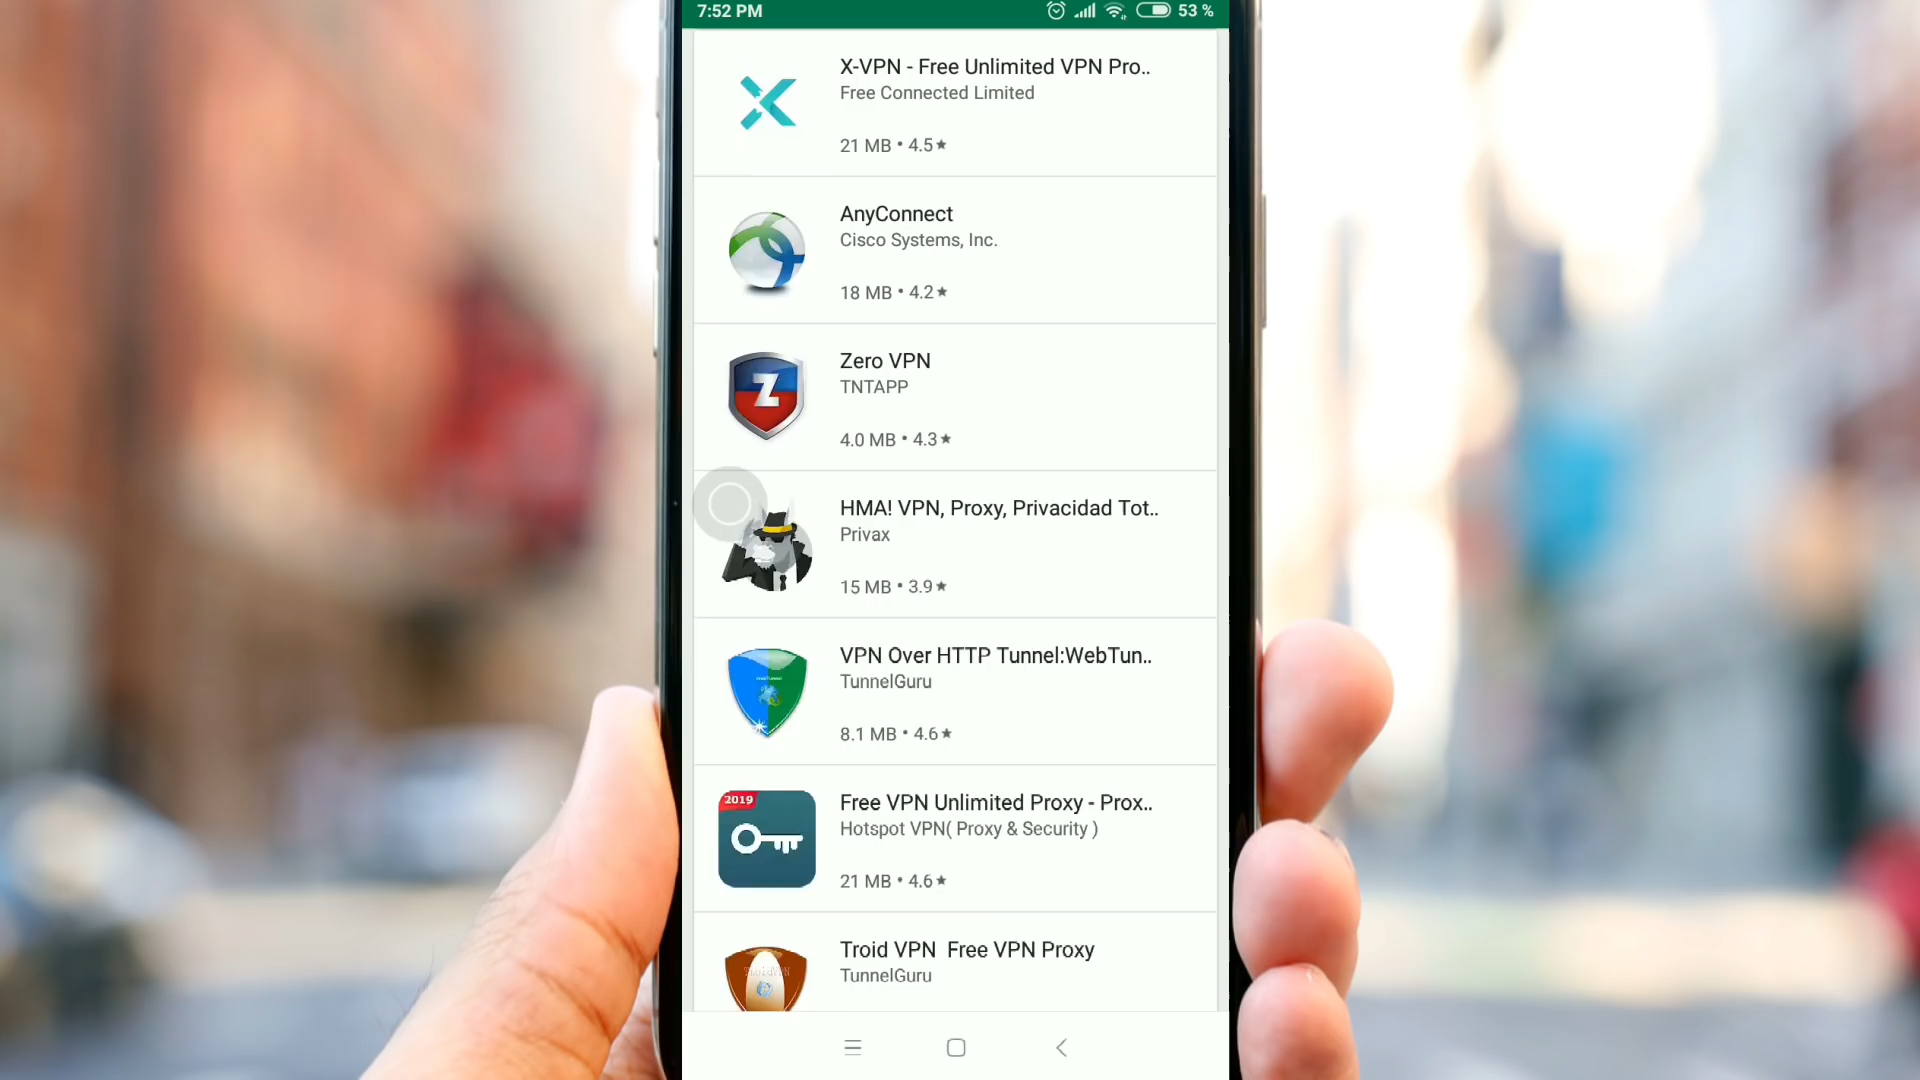 7:52 PM 53 %
X-VPN - Free Unlimited VPN Pro..
Free Connected Limited
21 MB • 4.5★
AnyConnect
Cisco Systems, Inc.
18 MB • 4.2★
Zero VPN
TNTAPP
Z
4.0 MB • 4.3★
HMA! VPN, Proxy, Privacidad Tot..
Privax
15 MB • 3.9★
VPN Over HTTP Tunnel:WebTun..
TunnelGuru
8.1 MB • 4.6★
2019
Free VPN Unlimited Proxy - Prox..
Hotspot VPN( Proxy & Security )
21 MB • 4.6★
Troid VPN  Free VPN Proxy
TroidVPN
TunnelGuru